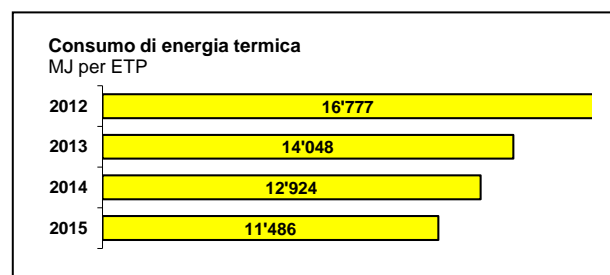 Consumo di energia termica
MJ per ETP
2012 16'777
2013 14'048
2014 12'924
2015 11'486